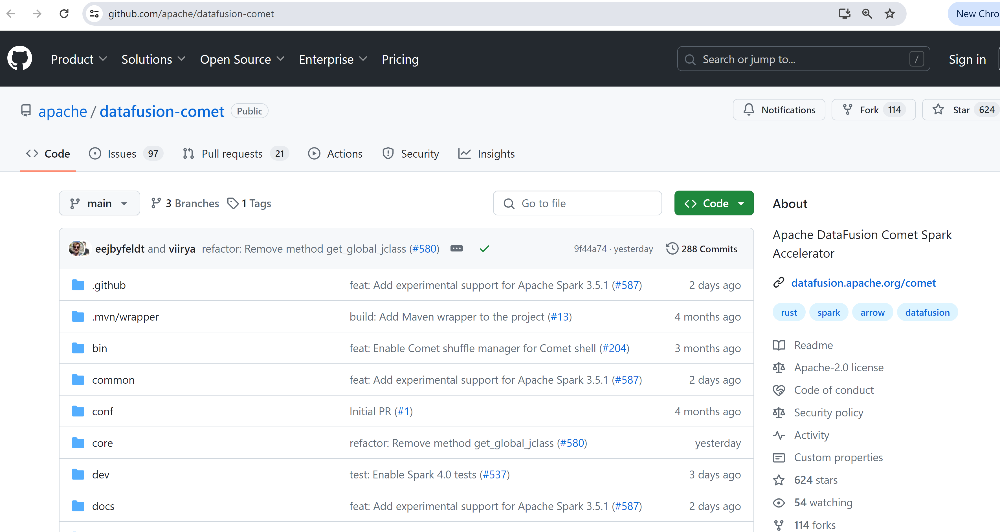 github.com/apache/datafusion-comet
New Chro
Product Solutions Open Source Enterprise Pricing
Search or jump to... /
Sign in
apache / datafusion-comet Public
Notifications Fork 114 Star 624
Code Issues 97 Pull requests 21 Actions Security Insights
main 3 Branches 1 Tags
Go to file
Code
eejbyfeldt and viirya refactor: Remove method get_global_jclass (#580) 9f44a74 · yesterday 288 Commits
.github feat: Add experimental support for Apache Spark 3.5.1 (#587) 2 days ago
.mvn/wrapper build: Add Maven wrapper to the project (#13) 4 months ago
bin feat: Enable Comet shuffle manager for Comet shell (#204) 3 months ago
common feat: Add experimental support for Apache Spark 3.5.1 (#587) 2 days ago
conf Initial PR (#1) 4 months ago
core refactor: Remove method get_global_jclass (#580) yesterday
dev test: Enable Spark 4.0 tests (#537) 3 days ago
docs feat: Add experimental support for Apache Spark 3.5.1 (#587) 2 days ago
About
Apache DataFusion Comet Spark
Accelerator
datafusion.apache.org/comet
rust spark arrow datafusion
Readme
Apache-2.0 license
Code of conduct
Security policy
Activity
Custom properties
624 stars
54 watching
114 forks